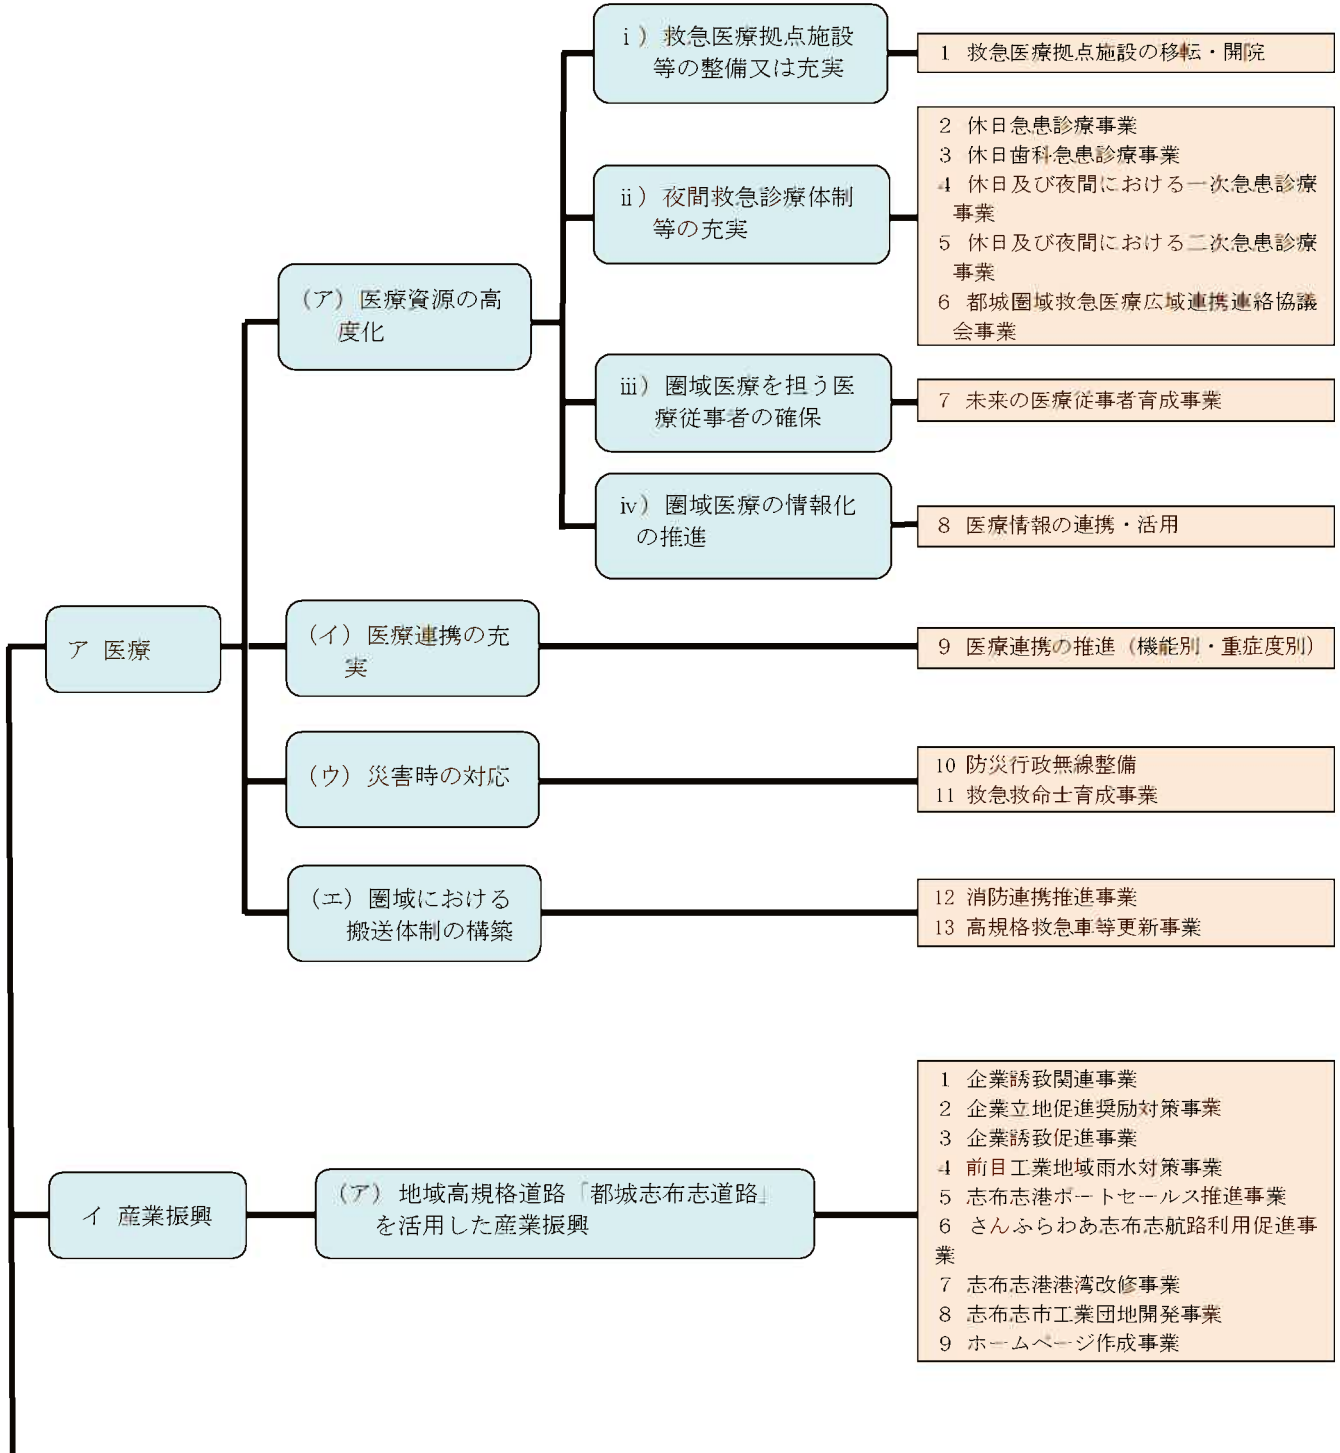 ア 医療
(ア) 医療資源の高
度化
i) 救急医療拠点施設
等の整備又は充実
1 救急医療拠点施設の移転・開院
ii) 夜間救急診療体制
等の充実
2 休日急患診療事業
3 休日歯科急患診療事業
4 休日及び夜間における一次急患診療
事業
5 休日及び夜間における二次急患診療
事業
6 都城圏域救急医療広域連携連絡協議
会事業
iii) 圏域医療を担う医
療従事者の確保
7 未来の医療従事者育成事業
iv) 圏域医療の情報化
の推進
8 医療情報の連携・活用
(イ) 医療連携の充
実
9 医療連携の推進(機能別・重症度別)
(ウ) 災害時の対応
10 防災行政無線整備
11 救急救命士育成事業
(エ) 圏域における
搬送体制の構築
12 消防連携推進事業
13 高規格救急車等更新事業
イ 産業振興
(ア) 地域高規格道路「都城志布志道路」
を活用した産業振興
1 企業誘致関連事業
2 企業立地促進奨励対策事業
3 企業誘致促進事業
4 前目工業地域雨水対策事業
5 志布志港ポートセールス推進事業
6 さんふらわあ志布志航路利用促進事
業
7 志布志港港湾改修事業
8 志布志市工業団地開発事業
9 ホームページ作成事業